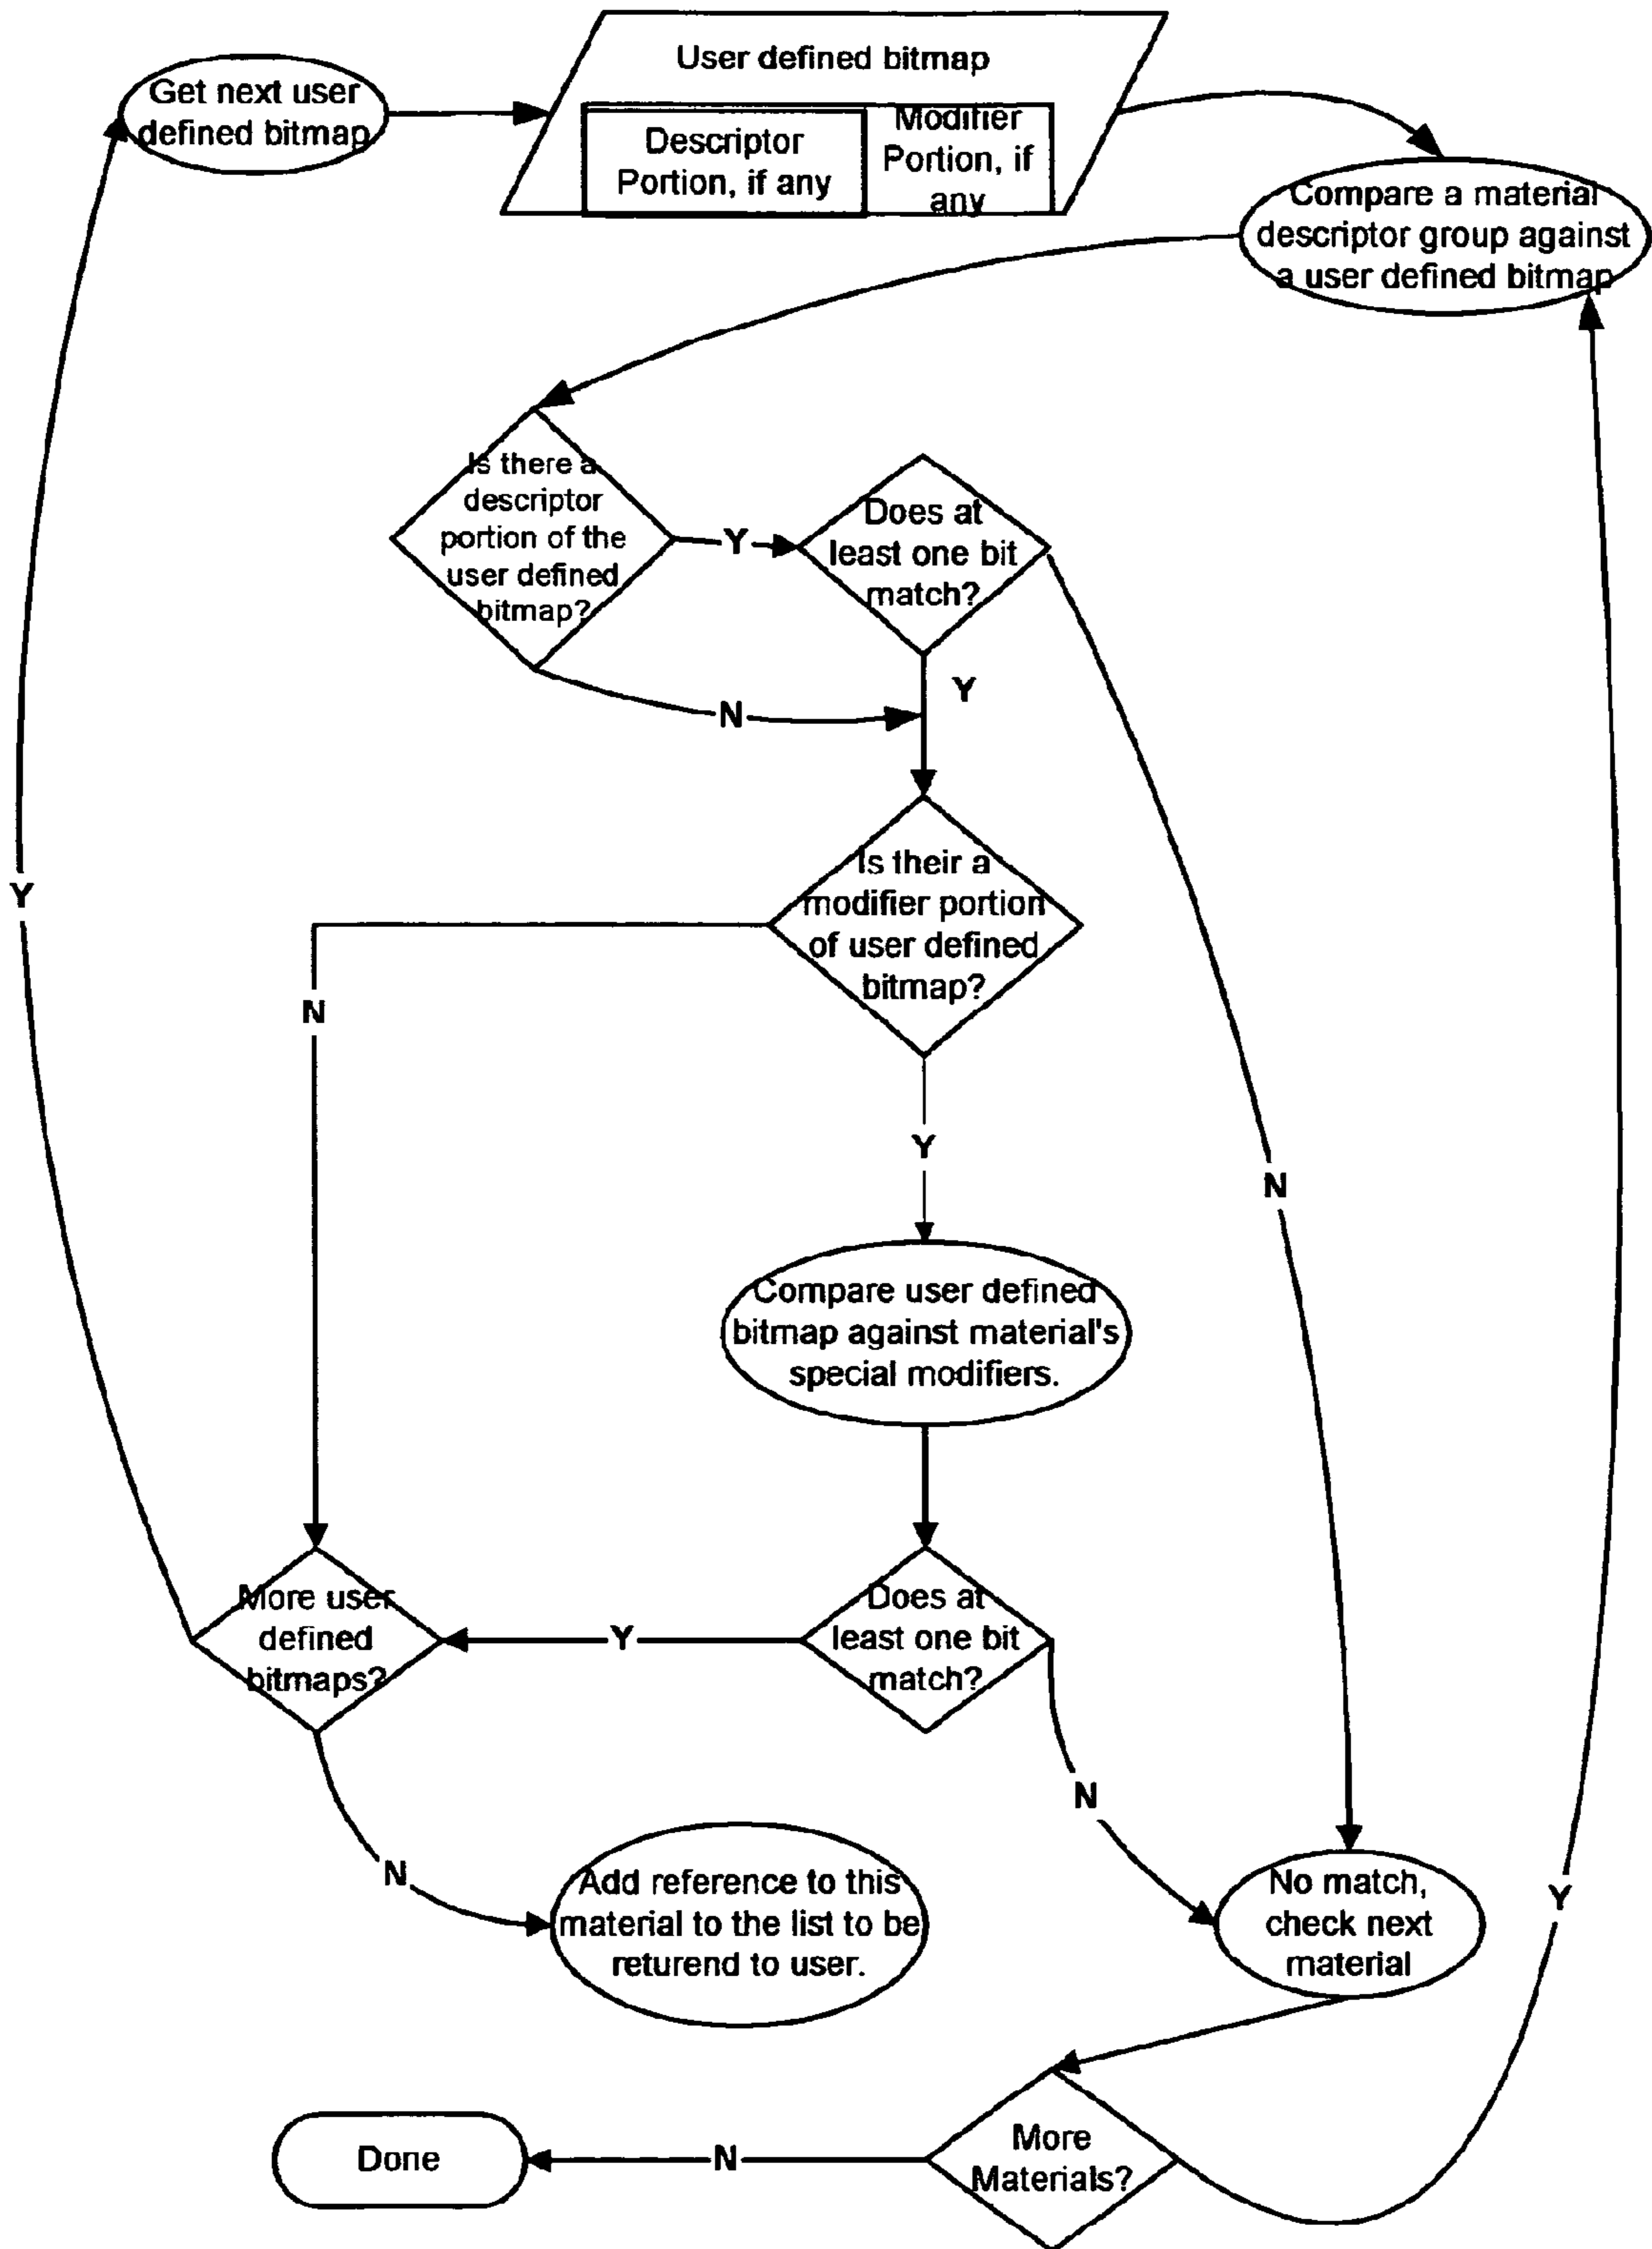 Get next user
defined bitmap
User defined bitmap
Descriptor
Portion, if any
Modifier
Portion, if
any
Compare a material
descriptor group against
a user defined bitmap
Is there a
descriptor
portion of the
user defined
bitmap?
Y
Does at
least one bit
match?
Y
N
Is their a
modifier portion
of user defined
bitmap?
Y
N
Y
N
Compare user defined
bitmap against material's
special modifiers.
More user
defined
bitmaps?
Y
Does at
least one bit
match?
N
N
Add reference to this
material to the list to be
returend to user.
No match,
check next
material
Y
Done
N
More
Materials?